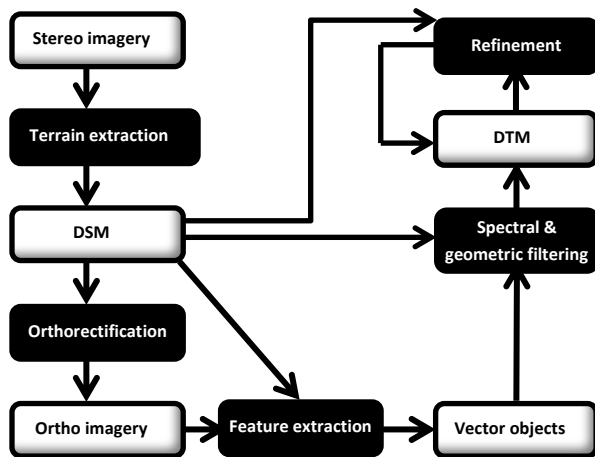 Stereo imagery
Terrain extraction
DSM
Orthorectification
Ortho imagery
Feature extraction
Vector objects
Spectral &
geometric filtering
DTM
Refinement